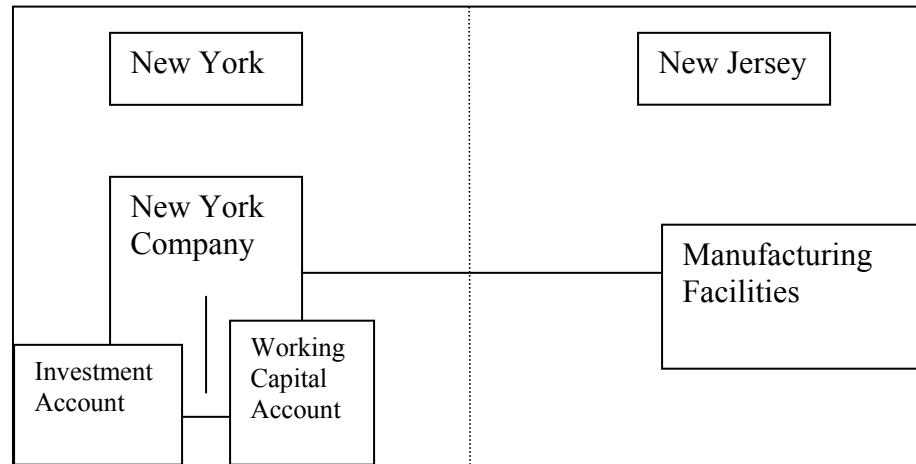 New York
New Jersey
New York
Company
Manufacturing
Facilities
Investment
Account
Working
Capital
Account